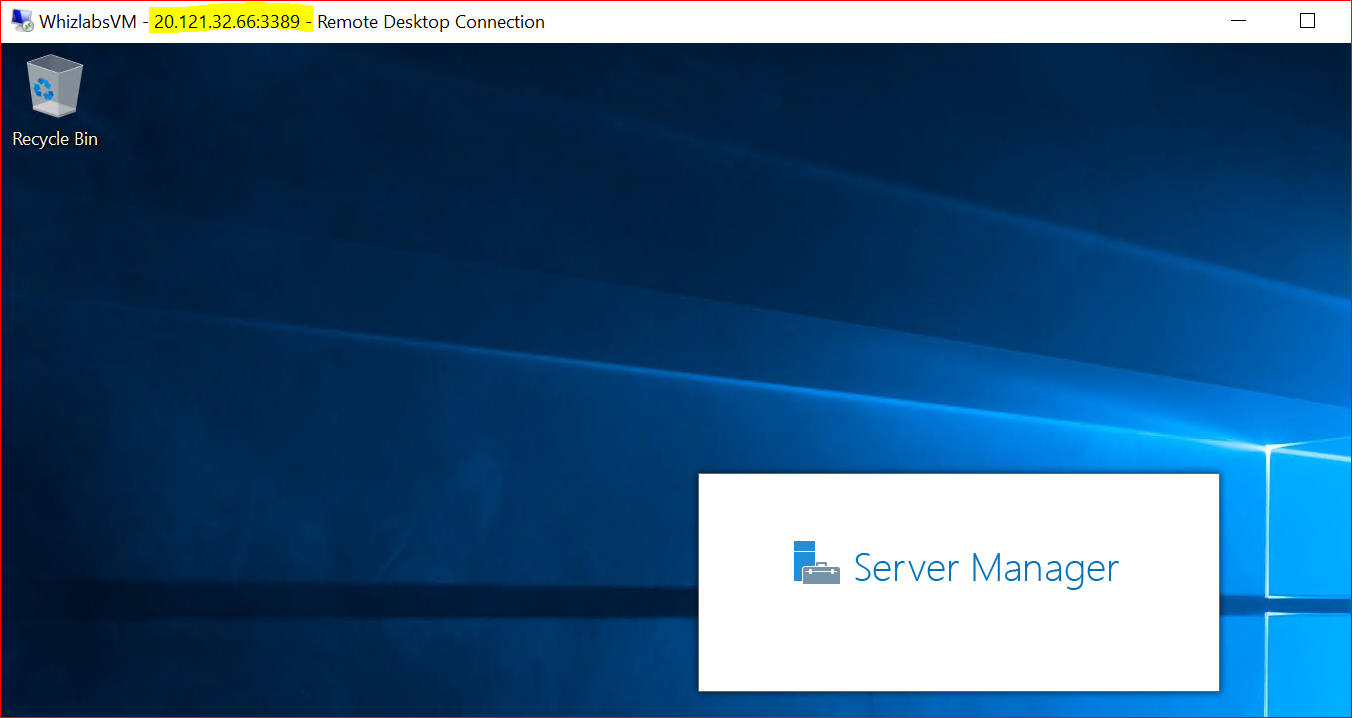 WhizlabsVM - 20.121.32.66:3389 - Remote Desktop Connection
Recycle Bin
Server Manager